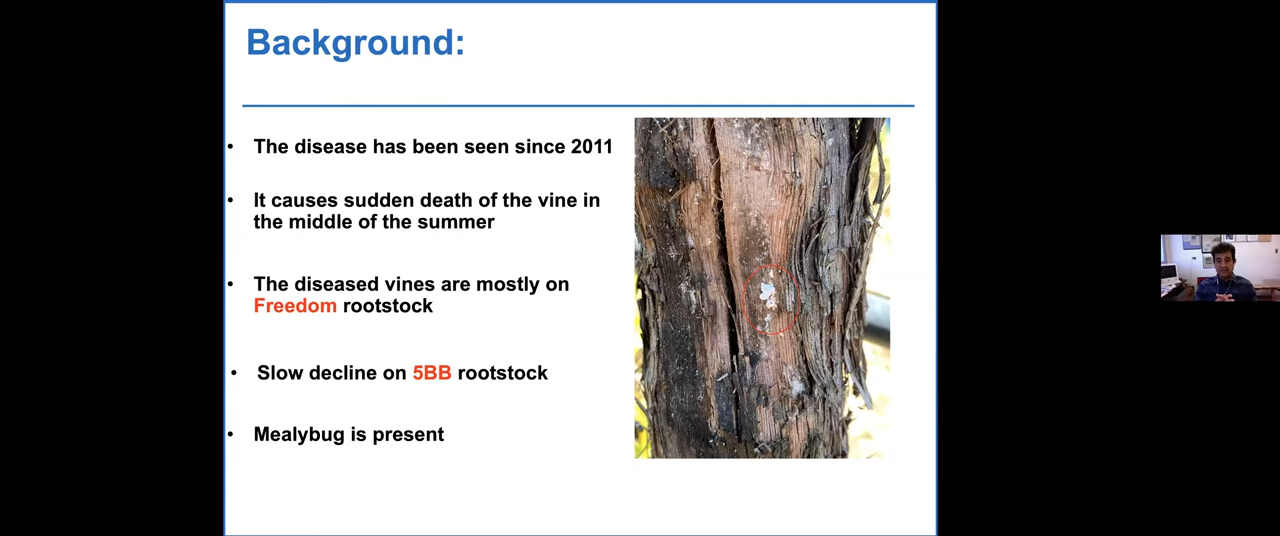 Background:
• The disease has been seen since 2011
• It causes sudden death of the vine in
the middle of the summer
• The diseased vines are mostly on
Freedom rootstock
• Slow decline on 5BB rootstock
• Mealybug is present